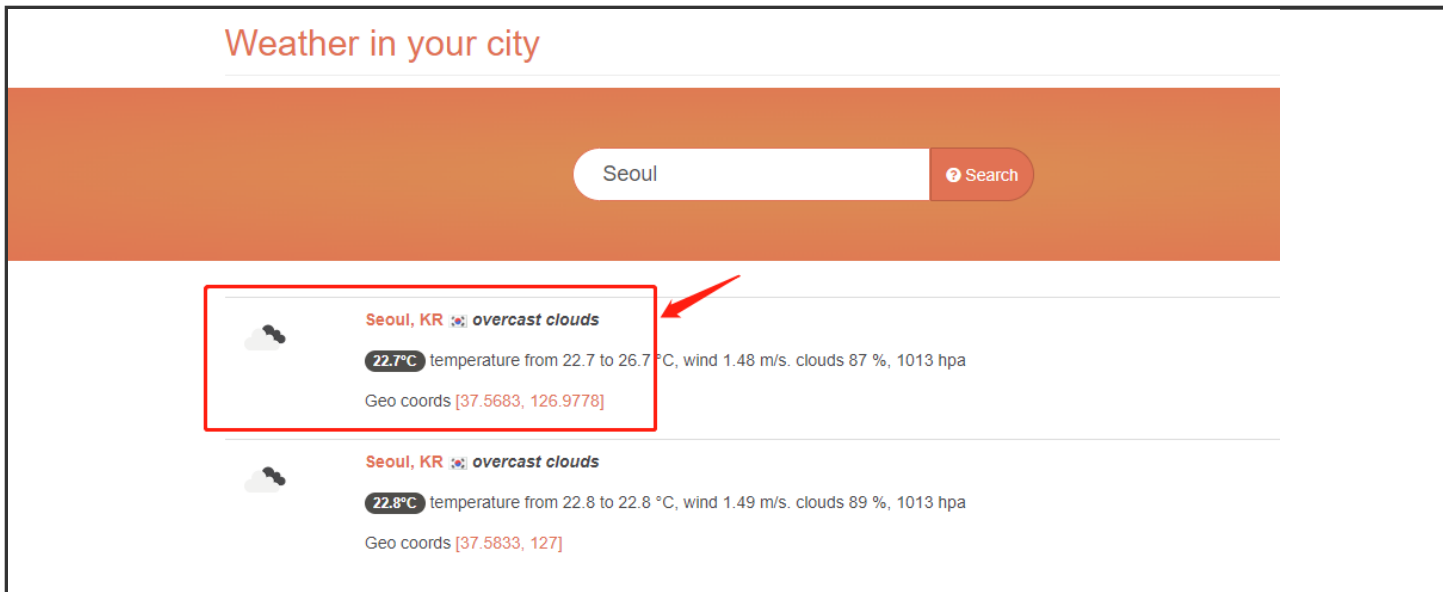 Weather in your city
Seoul
Search
Seoul, KR overcast clouds
22.7°C temperature from 22.7 to 26.7 °C, wind 1.48 m/s. clouds 87 %, 1013 hpa
Geo coords [37.5683, 126.9778]
Seoul, KR overcast clouds
22.8°C temperature from 22.8 to 22.8 °C, wind 1.49 m/s. clouds 89 %, 1013 hpa
Geo coords [37.5833, 127]